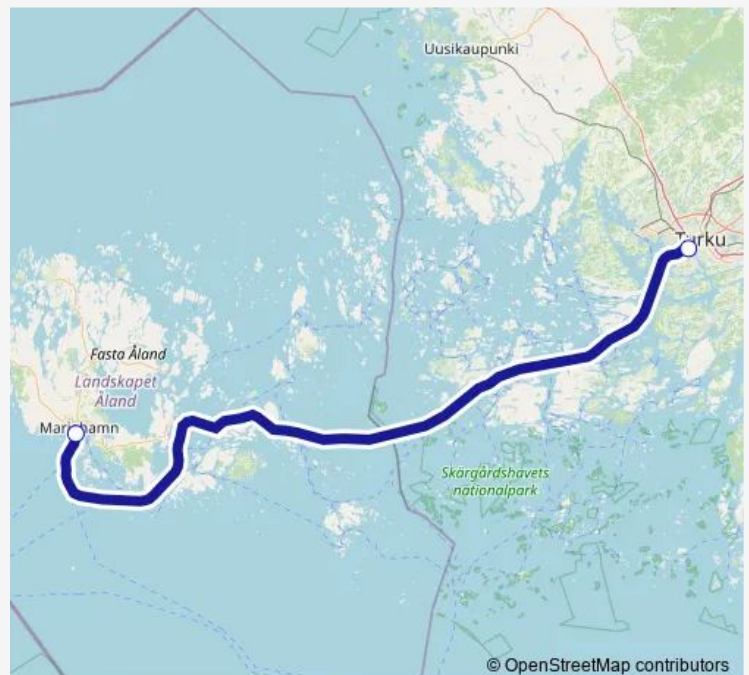 Uusikaupunki
Turku
Fasta Åland
Landskapet
Åland
Mariehamn
Skärgårdshavets
nationalpark
© OpenStreetMap contributors